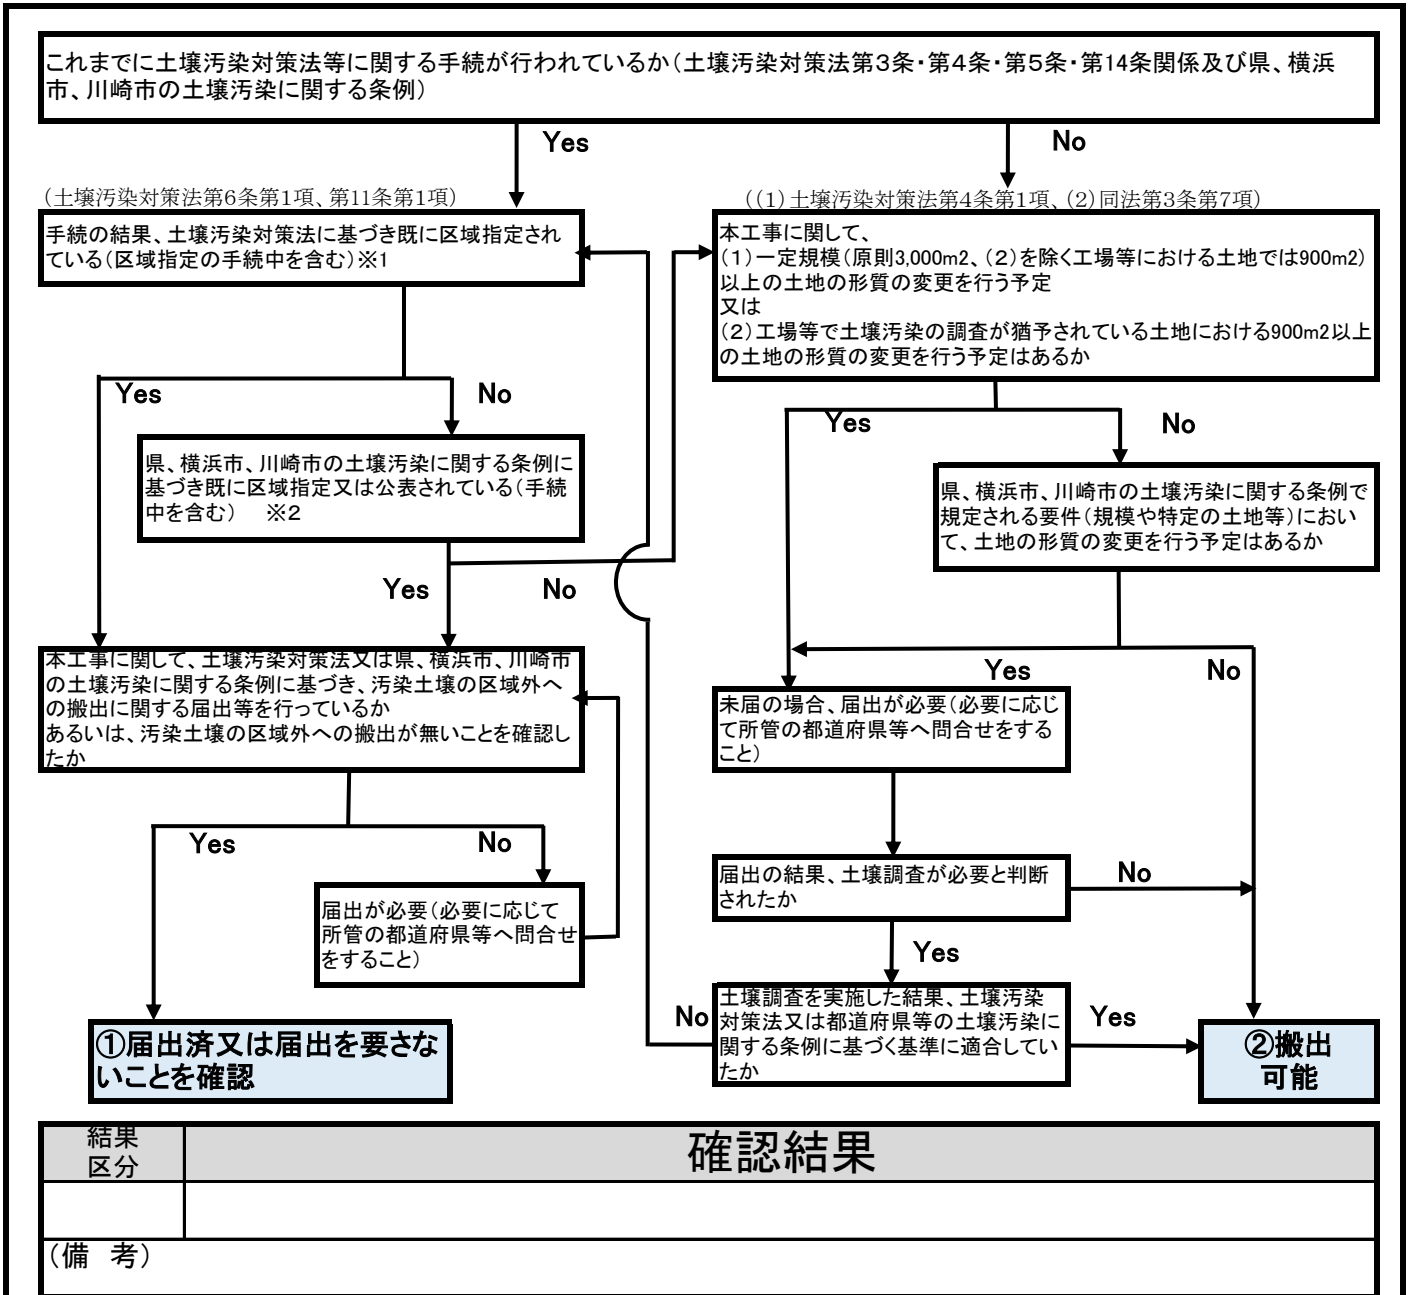 これまでに土壌汚染対策法等に関する手続が行われているか（土壌汚染対策法第３条・第４条・第５条・第14条関係及び県、横浜
市、川崎市の土壌汚染に関する条例）
Yes
No
（土壌汚染対策法第6条第1項、第11条第1項）
手続の結果、土壌汚染対策法に基づき既に区域指定され
ている（区域指定の手続中を含む）※1
（(1)土壌汚染対策法第4条第1項、(2)同法第3条第7項）
本工事に関して、
（１）一定規模（原則3,000m2、（２）を除く工場等における土地では900m2）
以上の土地の形質の変更を行う予定
又は
（２）工場等で土壌汚染の調査が猶予されている土地における900m2以上
の土地の形質の変更を行う予定はあるか
Yes
No
Yes
No
県、横浜市、川崎市の土壌汚染に関する条例に
基づき既に区域指定又は公表されている（手続
中を含む）　※２
県、横浜市、川崎市の土壌汚染に関する条例で
規定される要件（規模や特定の土地等）におい
て、土地の形質の変更を行う予定はあるか
Yes
No
本工事に関して、土壌汚染対策法又は県、横浜市、川崎市
の土壌汚染に関する条例に基づき、汚染土壌の区域外へ
の搬出に関する届出等を行っているか
あるいは、汚染土壌の区域外への搬出が無いことを確認し
たか
Yes
No
未届の場合、届出が必要（必要に応じ
て所管の都道府県等へ問合せをする
こと）
Yes
No
届出の結果、土壌調査が必要と判断
されたか
No
届出が必要（必要に応じて
所管の都道府県等へ問合せ
をすること）
Yes
土壌調査を実施した結果、土壌汚染
対策法又は都道府県等の土壌汚染に
関する条例に基づく基準に適合してい
たか
No
Yes
①届出済又は届出を要さな
いことを確認
②搬出
可能
結果
区分
確認結果
（備　考）